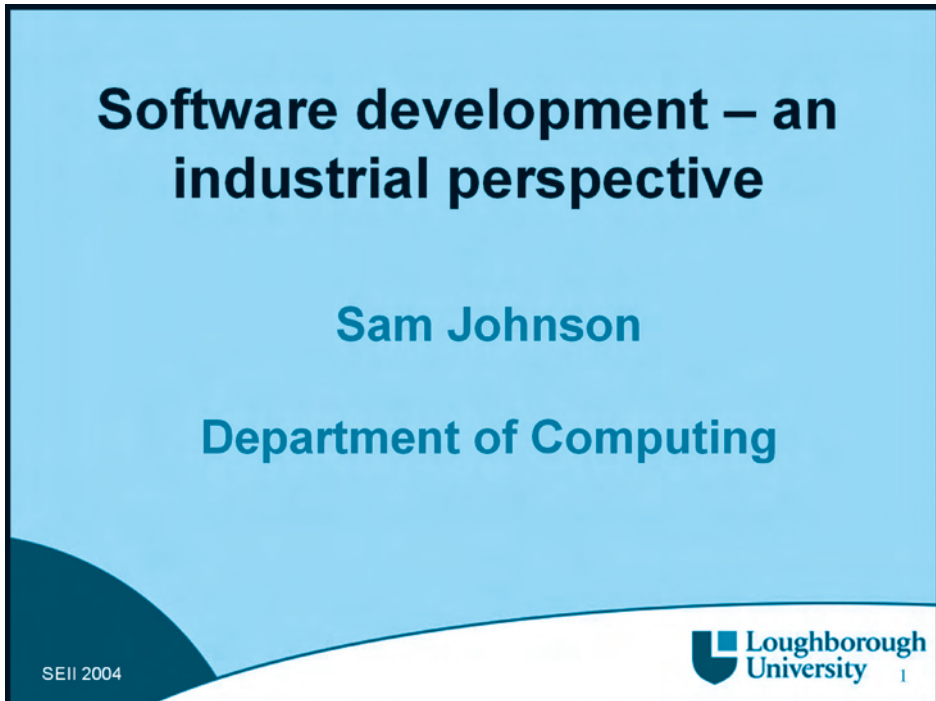 Software development – an
industrial perspective
Sam Johnson
Department of Computing
SEII 2004
Loughborough
University
1